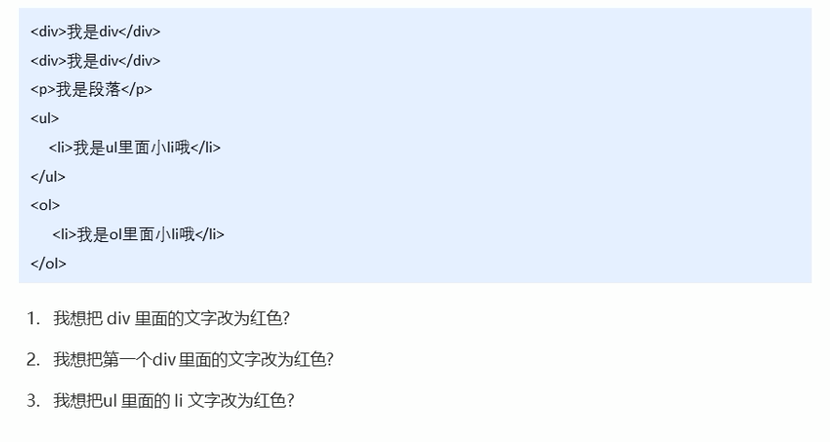 <div>我是div</div>
<div>我是div</div>
<p>我是段落</p>
<ul>
<li>我是ul里面小li哦</li>
</ul>
<ol>
<li>我是ol里面小li哦</li>
</ol>
1. 我想把 div 里面的文字改为红色?
2. 我想把第一个div 里面的文字改为红色?
3. 我想把ul 里面的 li 文字改为红色?